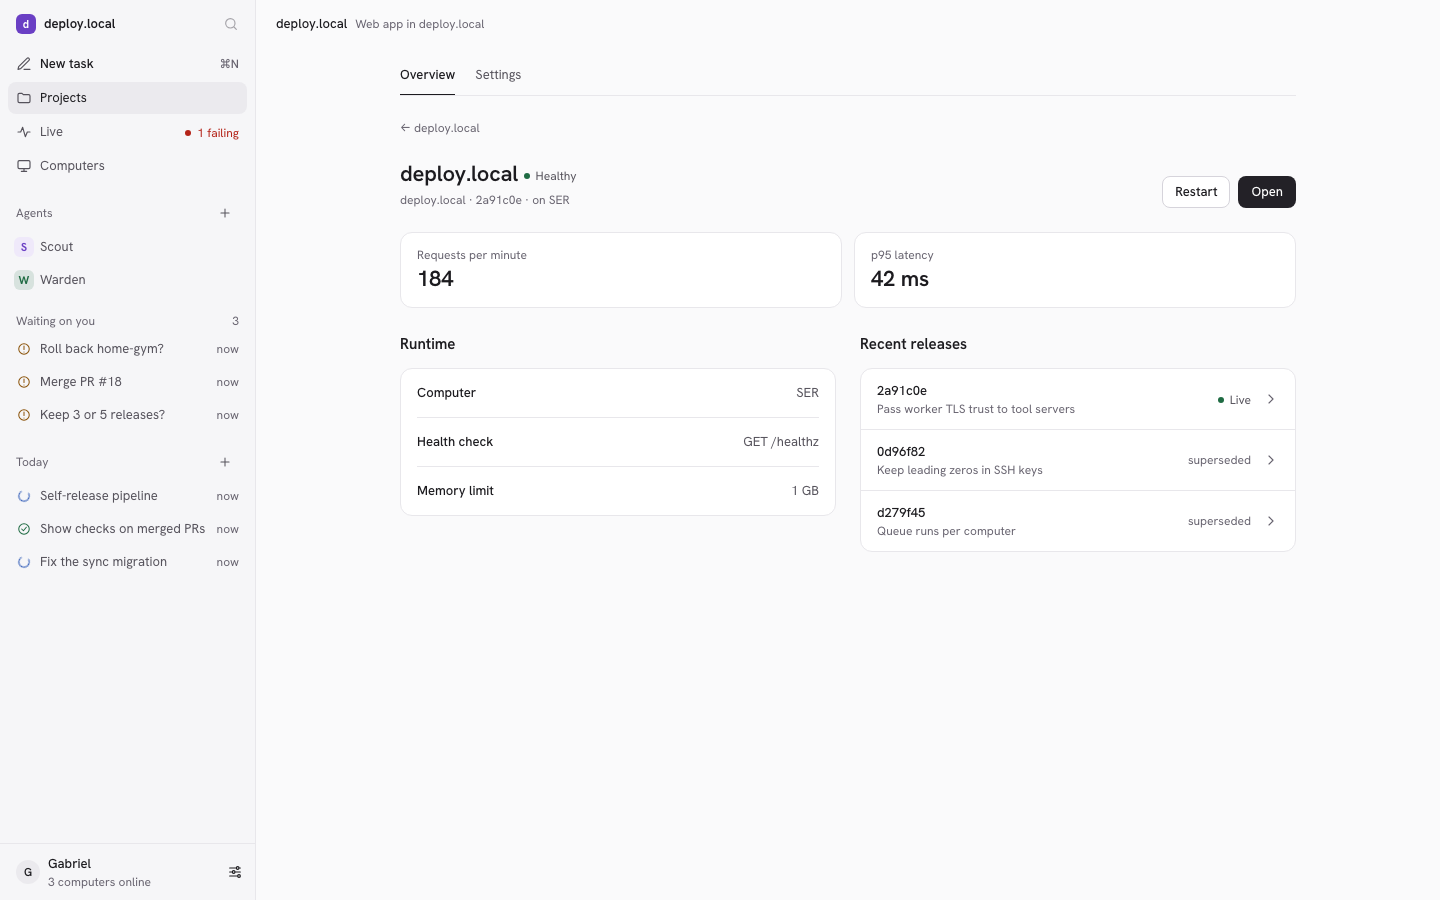 d deploy.local
New task ⌘N
Projects
Live 1 failing
Computers
Agents
S Scout
W Warden
Waiting on you 3
Roll back home-gym? now
Merge PR #18 now
Keep 3 or 5 releases? now
Today
Self-release pipeline now
Show checks on merged PRs now
Fix the sync migration now
G Gabriel
3 computers online
deploy.local Web app in deploy.local
Overview Settings
← deploy.local
deploy.local Healthy
deploy.local · 2a91c0e · on SER
Restart Open
Requests per minute
184
p95 latency
42 ms
Runtime
Computer SER
Health check GET /healthz
Memory limit 1 GB
Recent releases
2a91c0e
Pass worker TLS trust to tool servers
Live
0d96f82
Keep leading zeros in SSH keys
superseded
d279f45
Queue runs per computer
superseded